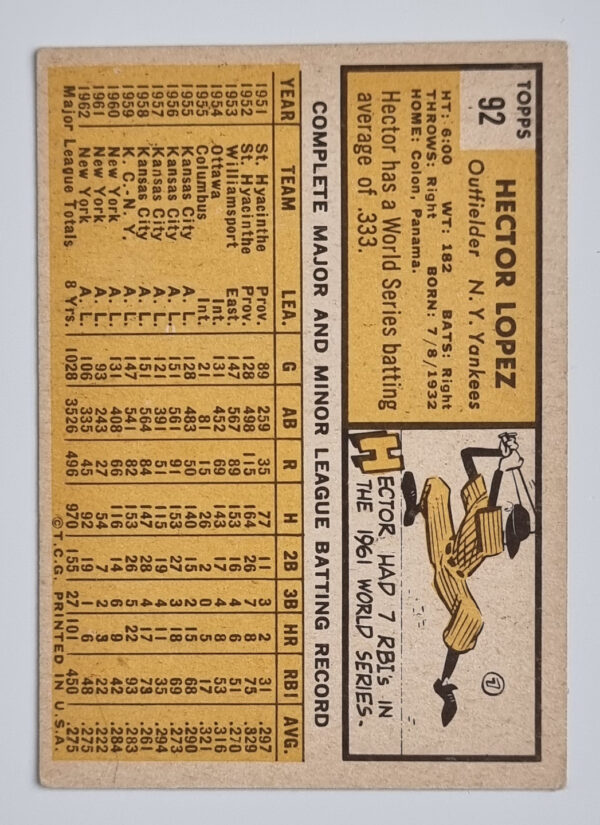 TOPPS
92
HECTOR LOPEZ
Outfielder N. Y. Yankees
HT: 6:00 WT: 182 BATS: Right
THROWS: Right BORN: 7/8/1932
HOME: Colon, Panama.
Hector has a World Series batting
average of .333.
HECTOR HAD 7 RBI's IN
THE 1961 WORLD SERIES.
COMPLETE MAJOR AND MINOR LEAGUE BATTING RECORD
YEAR TEAM LEA. G AB R H 2B 3B HR RBI AVG.
1951 St. Hyacinthe Prov. 89 259 35 77 11 3 2 31 .297
1952 St. Hyacinthe Prov. 128 498 115 164 26 7 8 75 .329
1953 Williamsport East. 147 567 89 153 16 4 6 51 .270
1954 Ottawa Int. 131 452 69 143 17 4 8 53 .316
1955 Columbus Int. 21 81 15 26 2 0 5 17 .321
1955 Kansas City A. L. 128 483 50 140 15 2 15 68 .290
1956 Kansas City A. L. 151 561 91 153 27 3 18 69 .273
1957 Kansas City A. L. 121 391 51 115 19 4 11 35 .294
1958 Kansas City A. L. 151 564 84 147 28 4 17 73 .261
1959 K. C.-N. Y. A. L. 147 541 82 153 26 5 22 93 .283
1960 New York A. L. 131 408 66 116 14 6 9 42 .284
1961 New York A. L. 93 243 27 54 7 2 3 22 .222
1962 New York A. L. 106 335 45 92 19 1 6 48 .275
Major League Totals 8 Yrs. 1028 3526 496 970 155 27 101 450 .275
© T.C.G. PRINTED IN U.S.A.